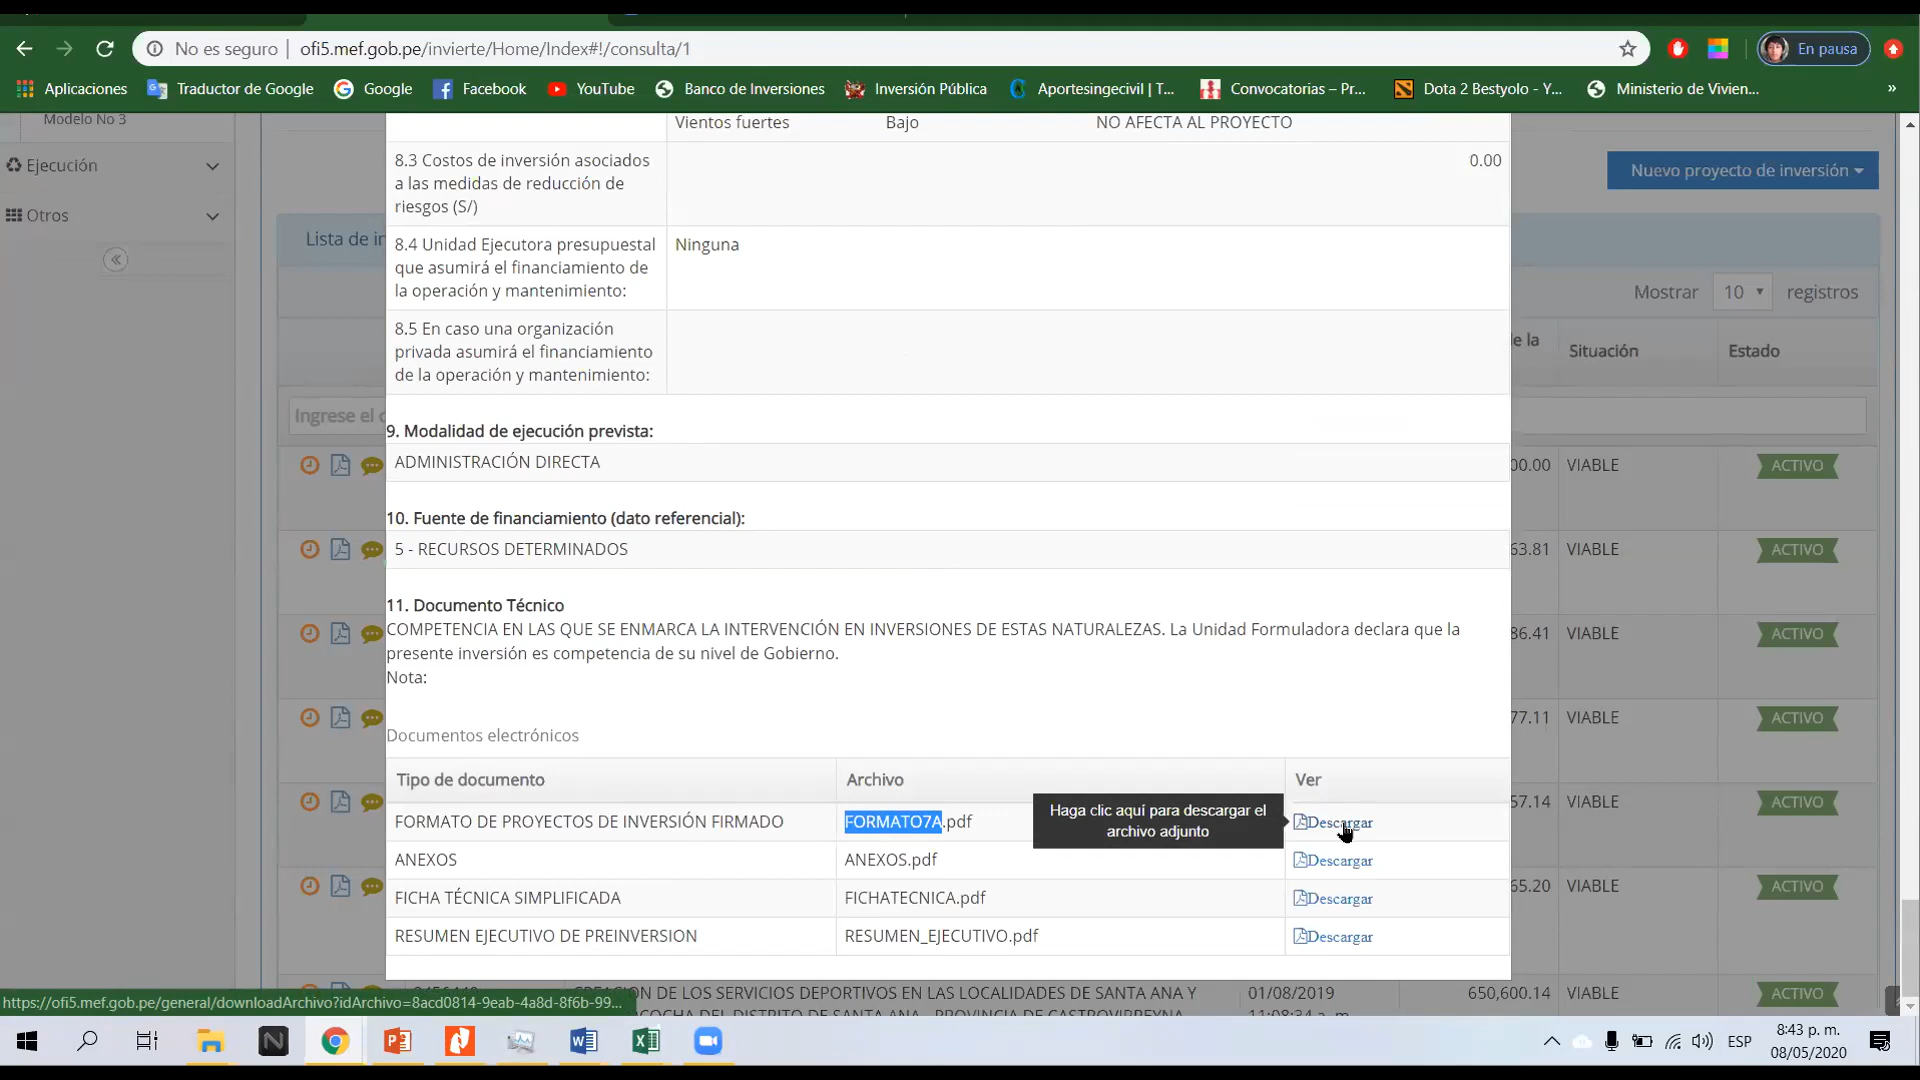 No es seguro | ofi5.mef.gob.pe/invierte/Home/Index#!/consulta/1
En pausa
Aplicaciones
Traductor de Google
Google
Facebook
YouTube
Banco de Inversiones
Inversión Pública
Aportesingecivil | T...
Convocatorias – Pr...
Dota 2 Bestyolo - Y...
Ministerio de Vivien...
»
Modelo No 3
Ejecución
Otros
Nuevo proyecto de inversión
Lista de in
Mostrar 10 registros
e la
Situación
Estado
Ingrese el c
Vientos fuertes Bajo NO AFECTA AL PROYECTO
8.3 Costos de inversión asociados
a las medidas de reducción de
riesgos (S/)
0.00
8.4 Unidad Ejecutora presupuestal
que asumirá el financiamiento de
la operación y mantenimiento:
Ninguna
8.5 En caso una organización
privada asumirá el financiamiento
de la operación y mantenimiento:
9. Modalidad de ejecución prevista:
ADMINISTRACIÓN DIRECTA
10. Fuente de financiamiento (dato referencial):
5 - RECURSOS DETERMINADOS
11. Documento Técnico
COMPETENCIA EN LAS QUE SE ENMARCA LA INTERVENCIÓN EN INVERSIONES DE ESTAS NATURALEZAS. La Unidad Formuladora declara que la
presente inversión es competencia de su nivel de Gobierno.
Nota:
Documentos electrónicos
Tipo de documento Archivo Ver
FORMATO DE PROYECTOS DE INVERSIÓN FIRMADO FORMATO7A.pdf Descargar
Haga clic aquí para descargar el
archivo adjunto
ANEXOS ANEXOS.pdf Descargar
FICHA TÉCNICA SIMPLIFICADA FICHATECNICA.pdf Descargar
RESUMEN EJECUTIVO DE PREINVERSION RESUMEN_EJECUTIVO.pdf Descargar
00.00 VIABLE ACTIVO
63.81 VIABLE ACTIVO
86.41 VIABLE ACTIVO
77.11 VIABLE ACTIVO
57.14 VIABLE ACTIVO
65.20 VIABLE ACTIVO
CREACION DE LOS SERVICIOS DEPORTIVOS EN LAS LOCALIDADES DE SANTA ANA Y 01/08/2019 650,600.14 VIABLE ACTIVO
DEL DISTRITO DE SANTA ANA - PROVINCIA DE CASTROVIRREYNA 11:08:34 a. m.
https://ofi5.mef.gob.pe/general/downloadArchivo?idArchivo=8acd0814-9eab-4a8d-8f6b-99...
ESP
8:43 p. m.
08/05/2020